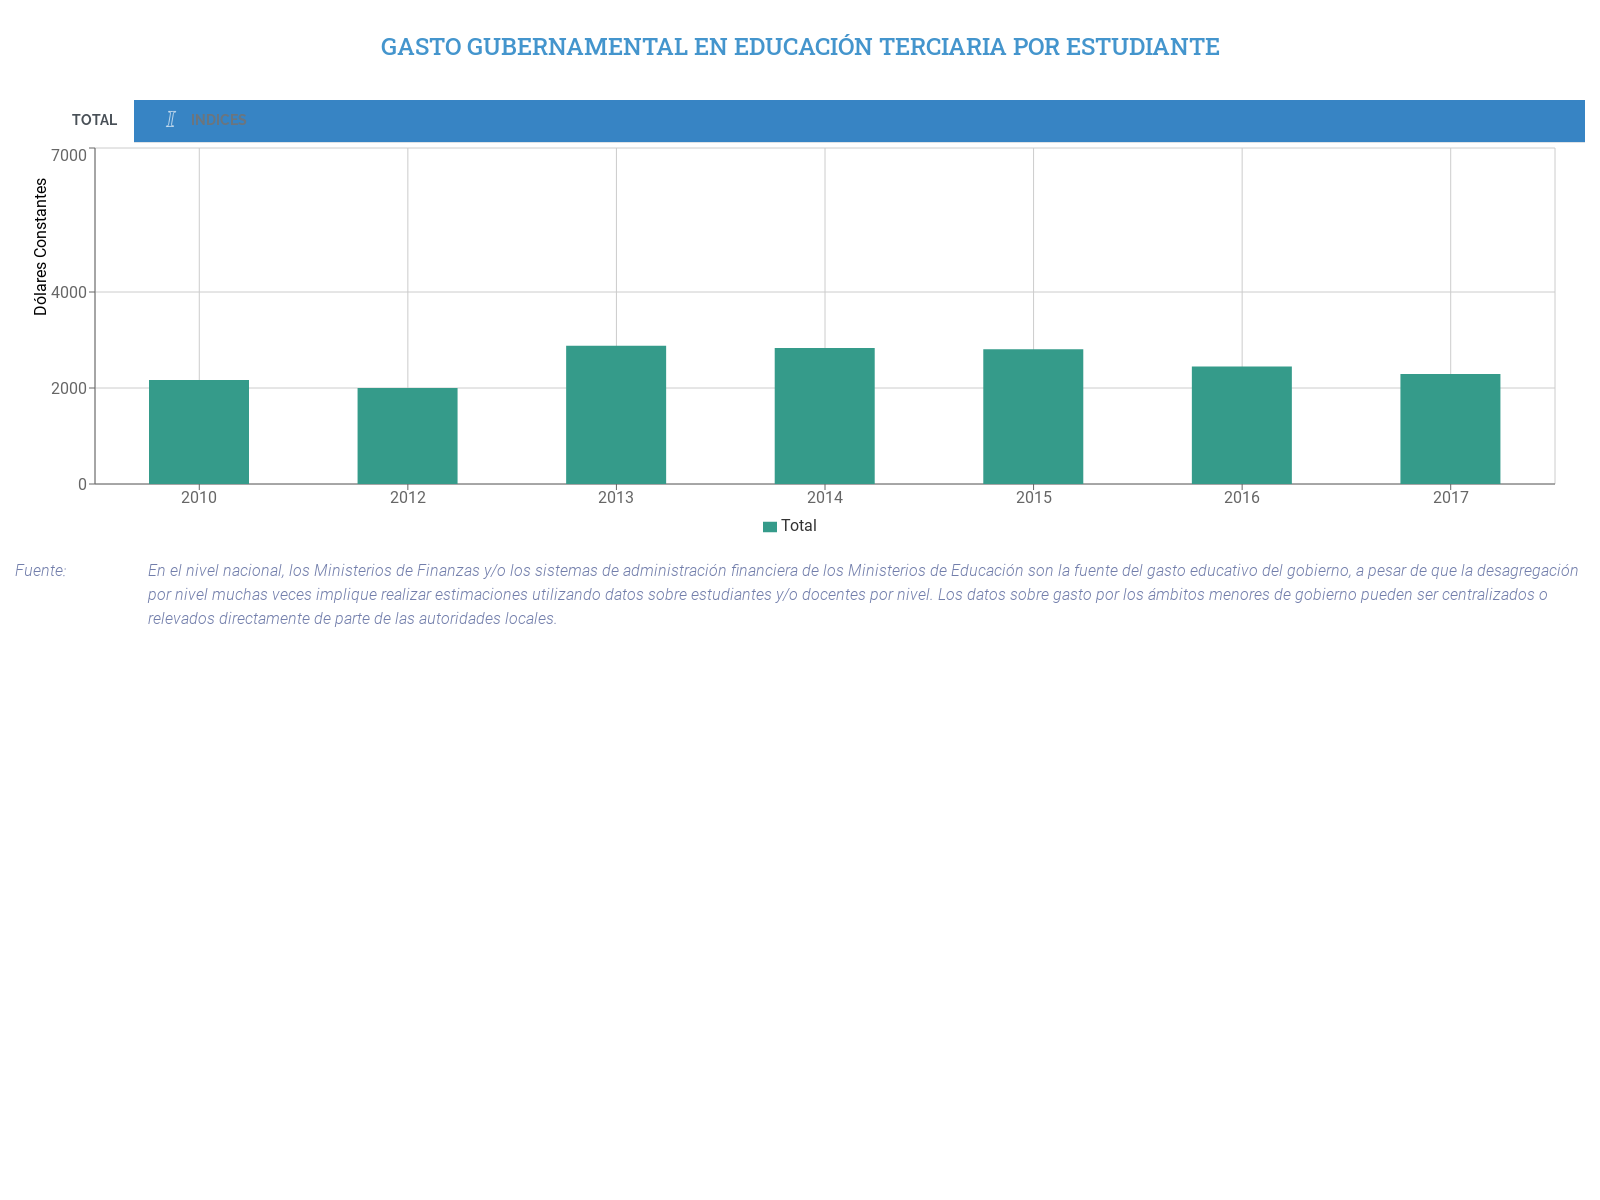 GASTO GUBERNAMENTAL EN EDUCACIÓN TERCIARIA POR ESTUDIANTE
TOTAL
I INDICES
7000
4000
2000
0
Dólares Constantes
2010 2012 2013 2014 2015 2016 2017
Total
Fuente: En el nivel nacional, los Ministerios de Finanzas y/o los sistemas de administración financiera de los Ministerios de Educación son la fuente del gasto educativo del gobierno, a pesar de que la desagregación
por nivel muchas veces implique realizar estimaciones utilizando datos sobre estudiantes y/o docentes por nivel. Los datos sobre gasto por los ámbitos menores de gobierno pueden ser centralizados o
relevados directamente de parte de las autoridades locales.